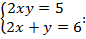 {2xy = 5
2x + y = 6: